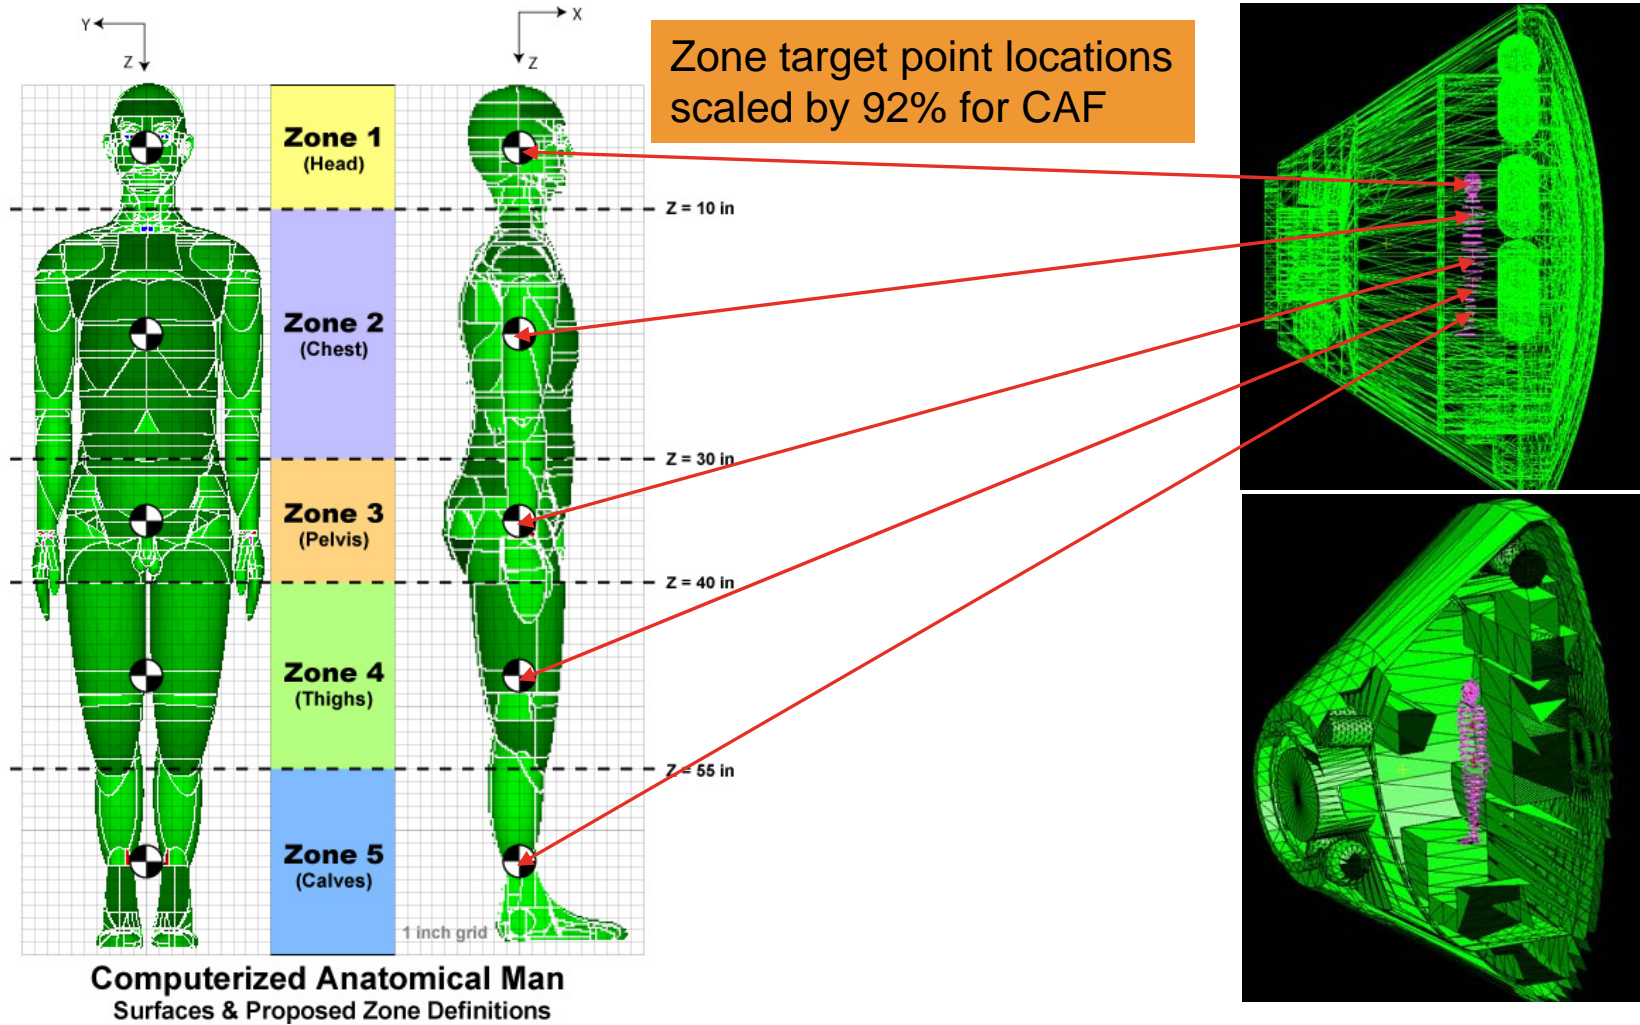 Y
Z
X
Z
Zone target point locations
scaled by 92% for CAF
Zone 1
(Head)
Z = 10 in
Zone 2
(Chest)
Z = 30 in
Zone 3
(Pelvis)
Z = 40 in
Zone 4
(Thighs)
Z = 55 in
Zone 5
(Calves)
1 inch grid
Computerized Anatomical Man
Surfaces & Proposed Zone Definitions